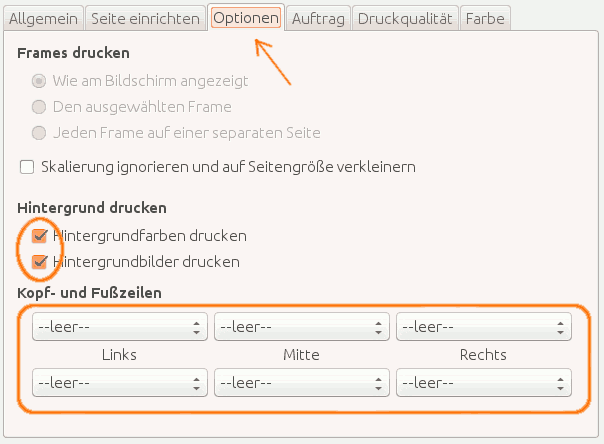 Allgemein Seite einrichten Optionen Auftrag Druckqualität Farbe
Frames drucken
Wie am Bildschirm angezeigt
Den ausgewählten Frame
Jeden Frame auf einer separaten Seite
Skalierung ignorieren und auf Seitengröße verkleinern
Hintergrund drucken
Hintergrundfarben drucken
Hintergrundbilder drucken
Kopf- und Fußzeilen
--leer-- --leer-- --leer--
Links Mitte Rechts
--leer-- --leer-- --leer--